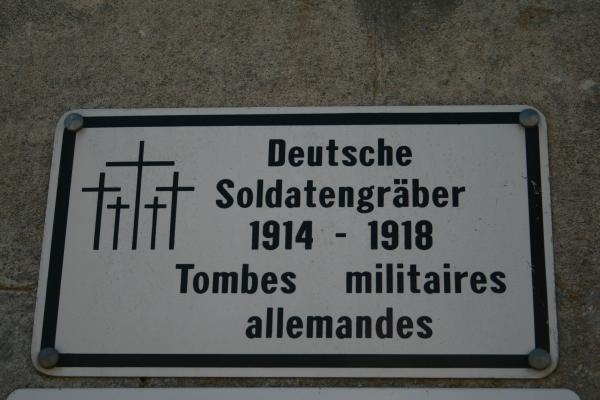 Deutsche
Soldatengräber
1914 - 1918
Tombes militaires
allemandes